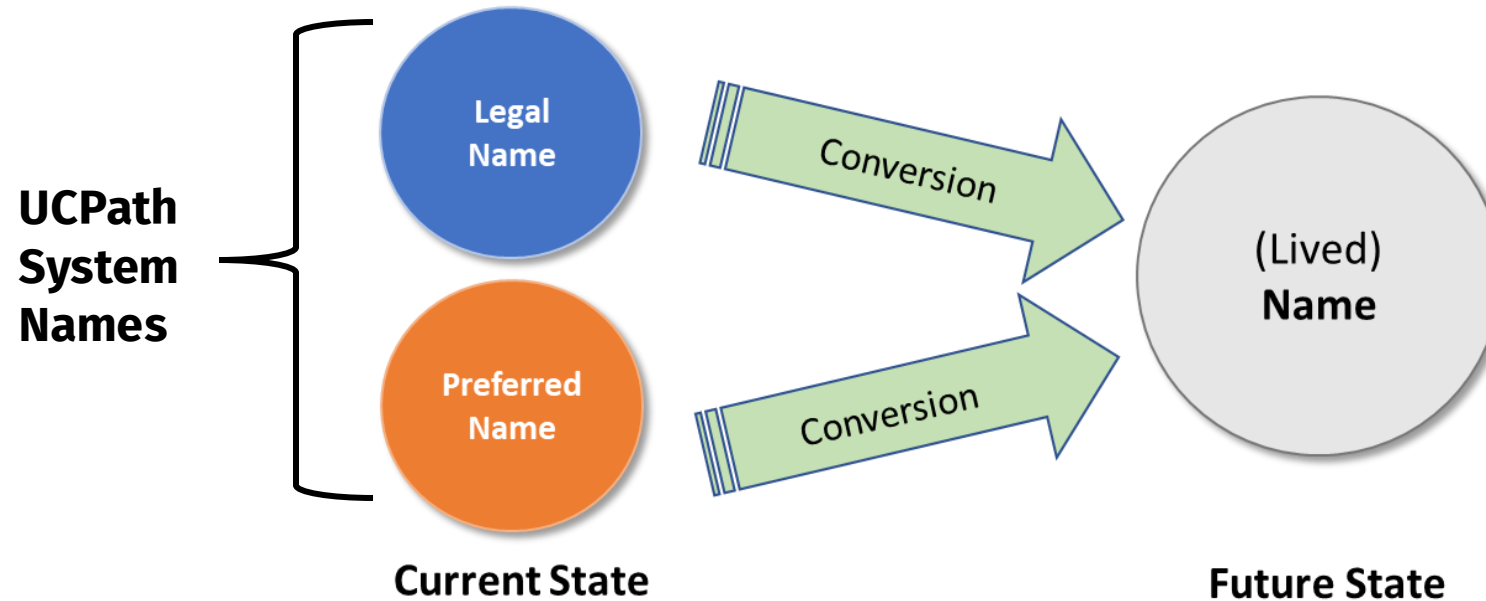 UCPath
System
Names
Legal
Name
Preferred
Name
Current State
Conversion
Conversion
(Lived)
Name
Future State